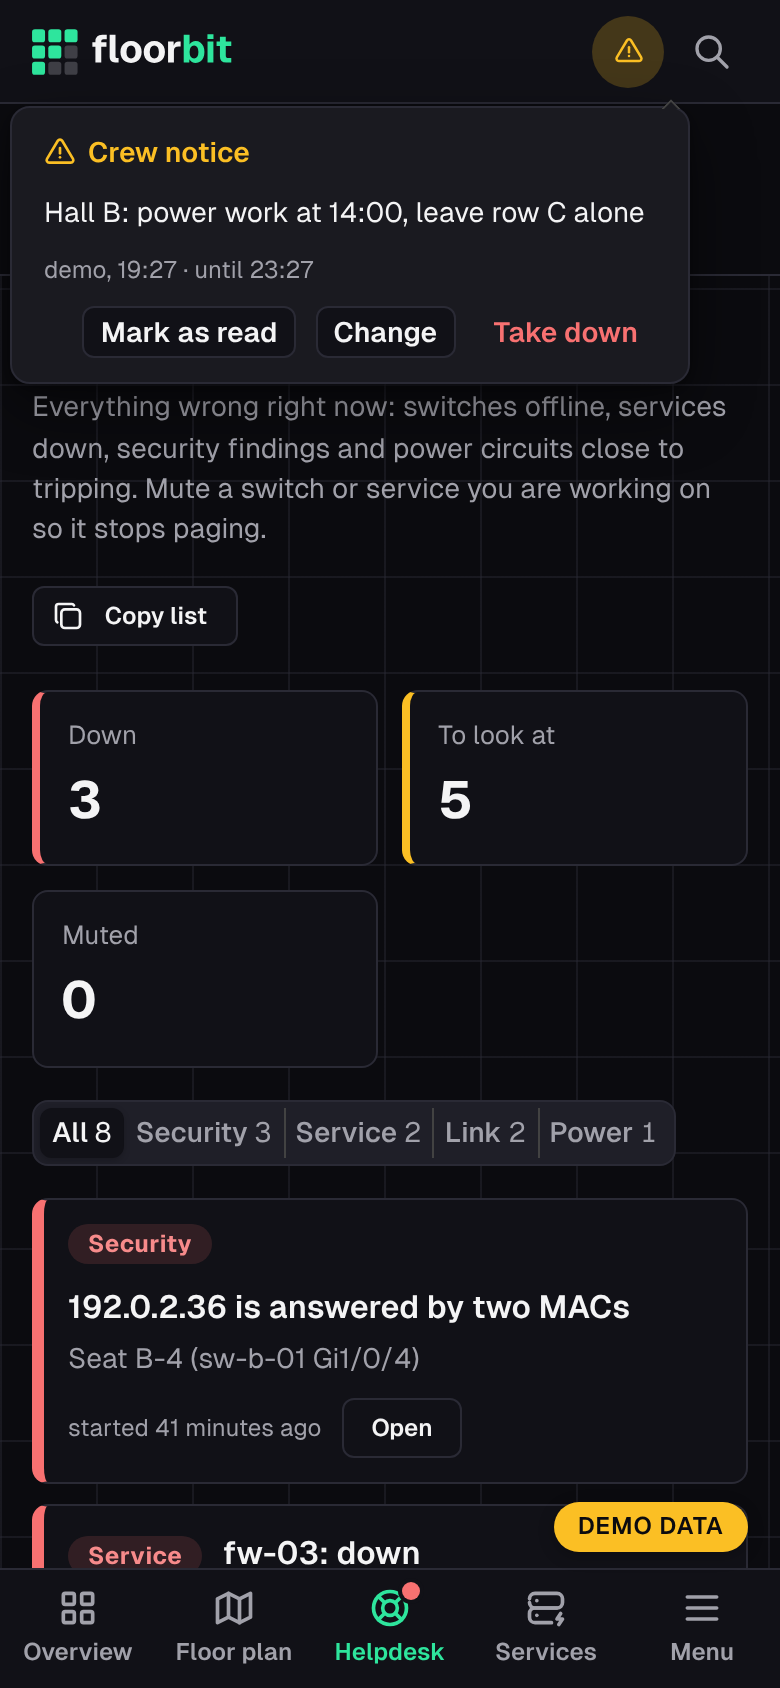 floorbit
Crew notice
Hall B: power work at 14:00, leave row C alone
demo, 19:27 · until 23:27
Mark as read
Change
Take down
Everything wrong right now: switches offline, services
down, security findings and power circuits close to
tripping. Mute a switch or service you are working on
so it stops paging.
Copy list
Down
3
To look at
5
Muted
0
All 8
Security 3
Service 2
Link 2
Power 1
Security
192.0.2.36 is answered by two MACs
Seat B-4 (sw-b-01 Gi1/0/4)
started 41 minutes ago
Open
Service
fw-03: down
DEMO DATA
Overview
Floor plan
Helpdesk
Services
Menu